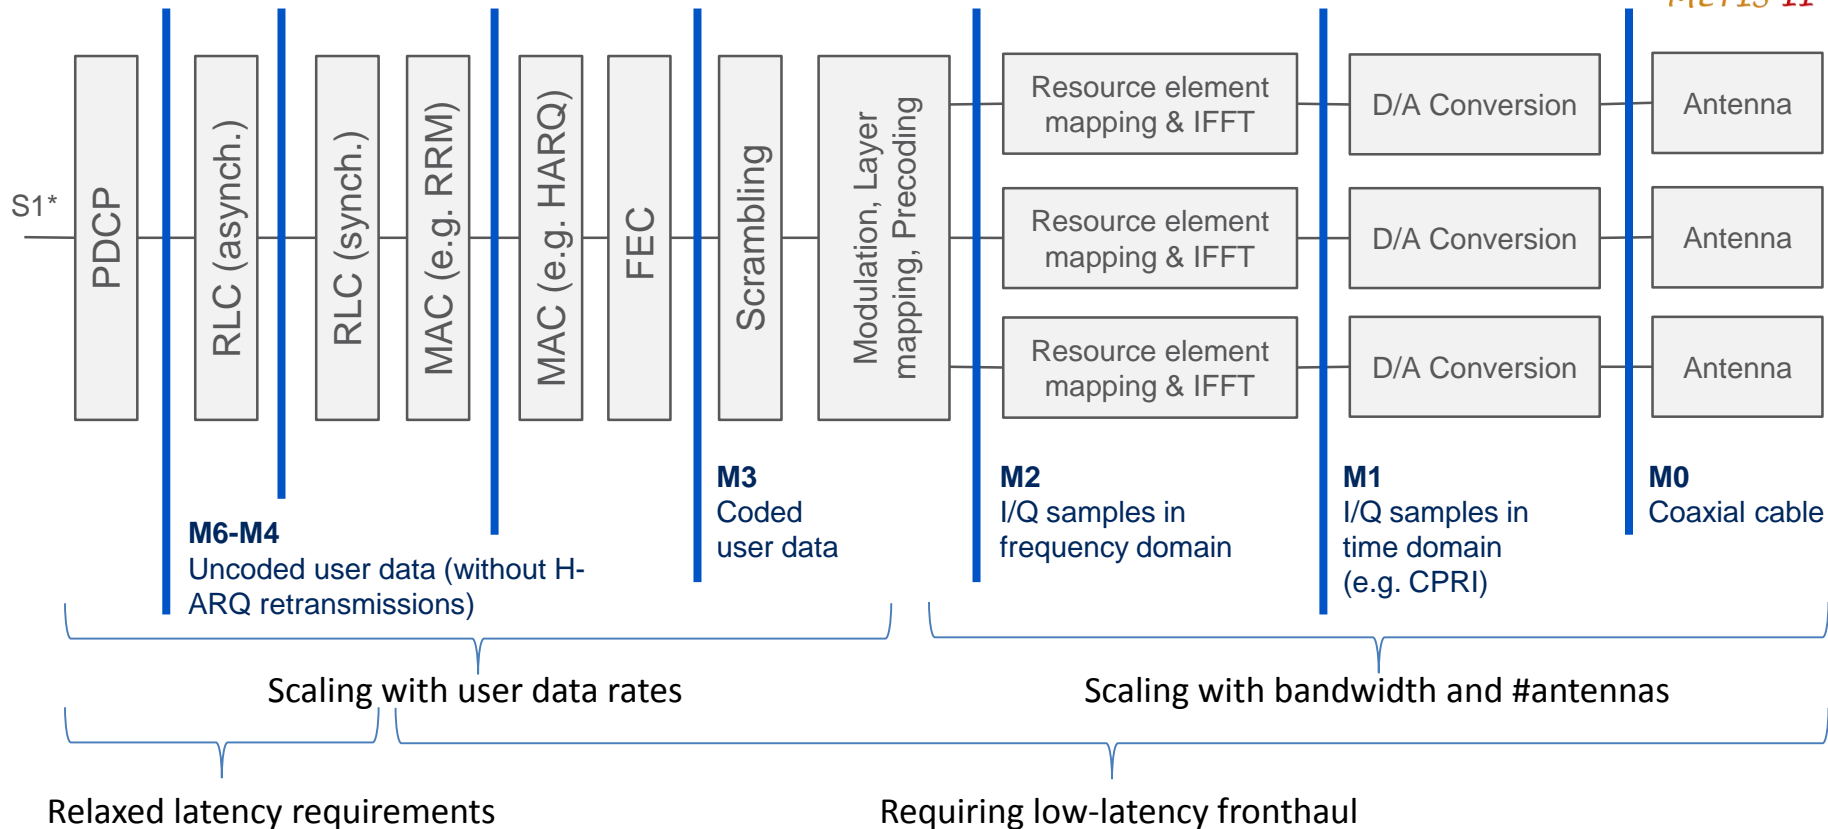 METIS-II
S1*
PDCP
RLC (asynch.)
RLC (synch.)
MAC (e.g. RRM)
MAC (e.g. HARQ)
FEC
Scrambling
Modulation, Layer
mapping, Precoding
Resource element
mapping & IFFT
D/A Conversion
Antenna
Resource element
mapping & IFFT
D/A Conversion
Antenna
Resource element
mapping & IFFT
D/A Conversion
Antenna
M6-M4
Uncoded user data (without H-
ARQ retransmissions)
M3
Coded
user data
M2
I/Q samples in
frequency domain
M1
I/Q samples in
time domain
(e.g. CPRI)
M0
Coaxial cable
Scaling with user data rates
Scaling with bandwidth and #antennas
Relaxed latency requirements
Requiring low-latency fronthaul